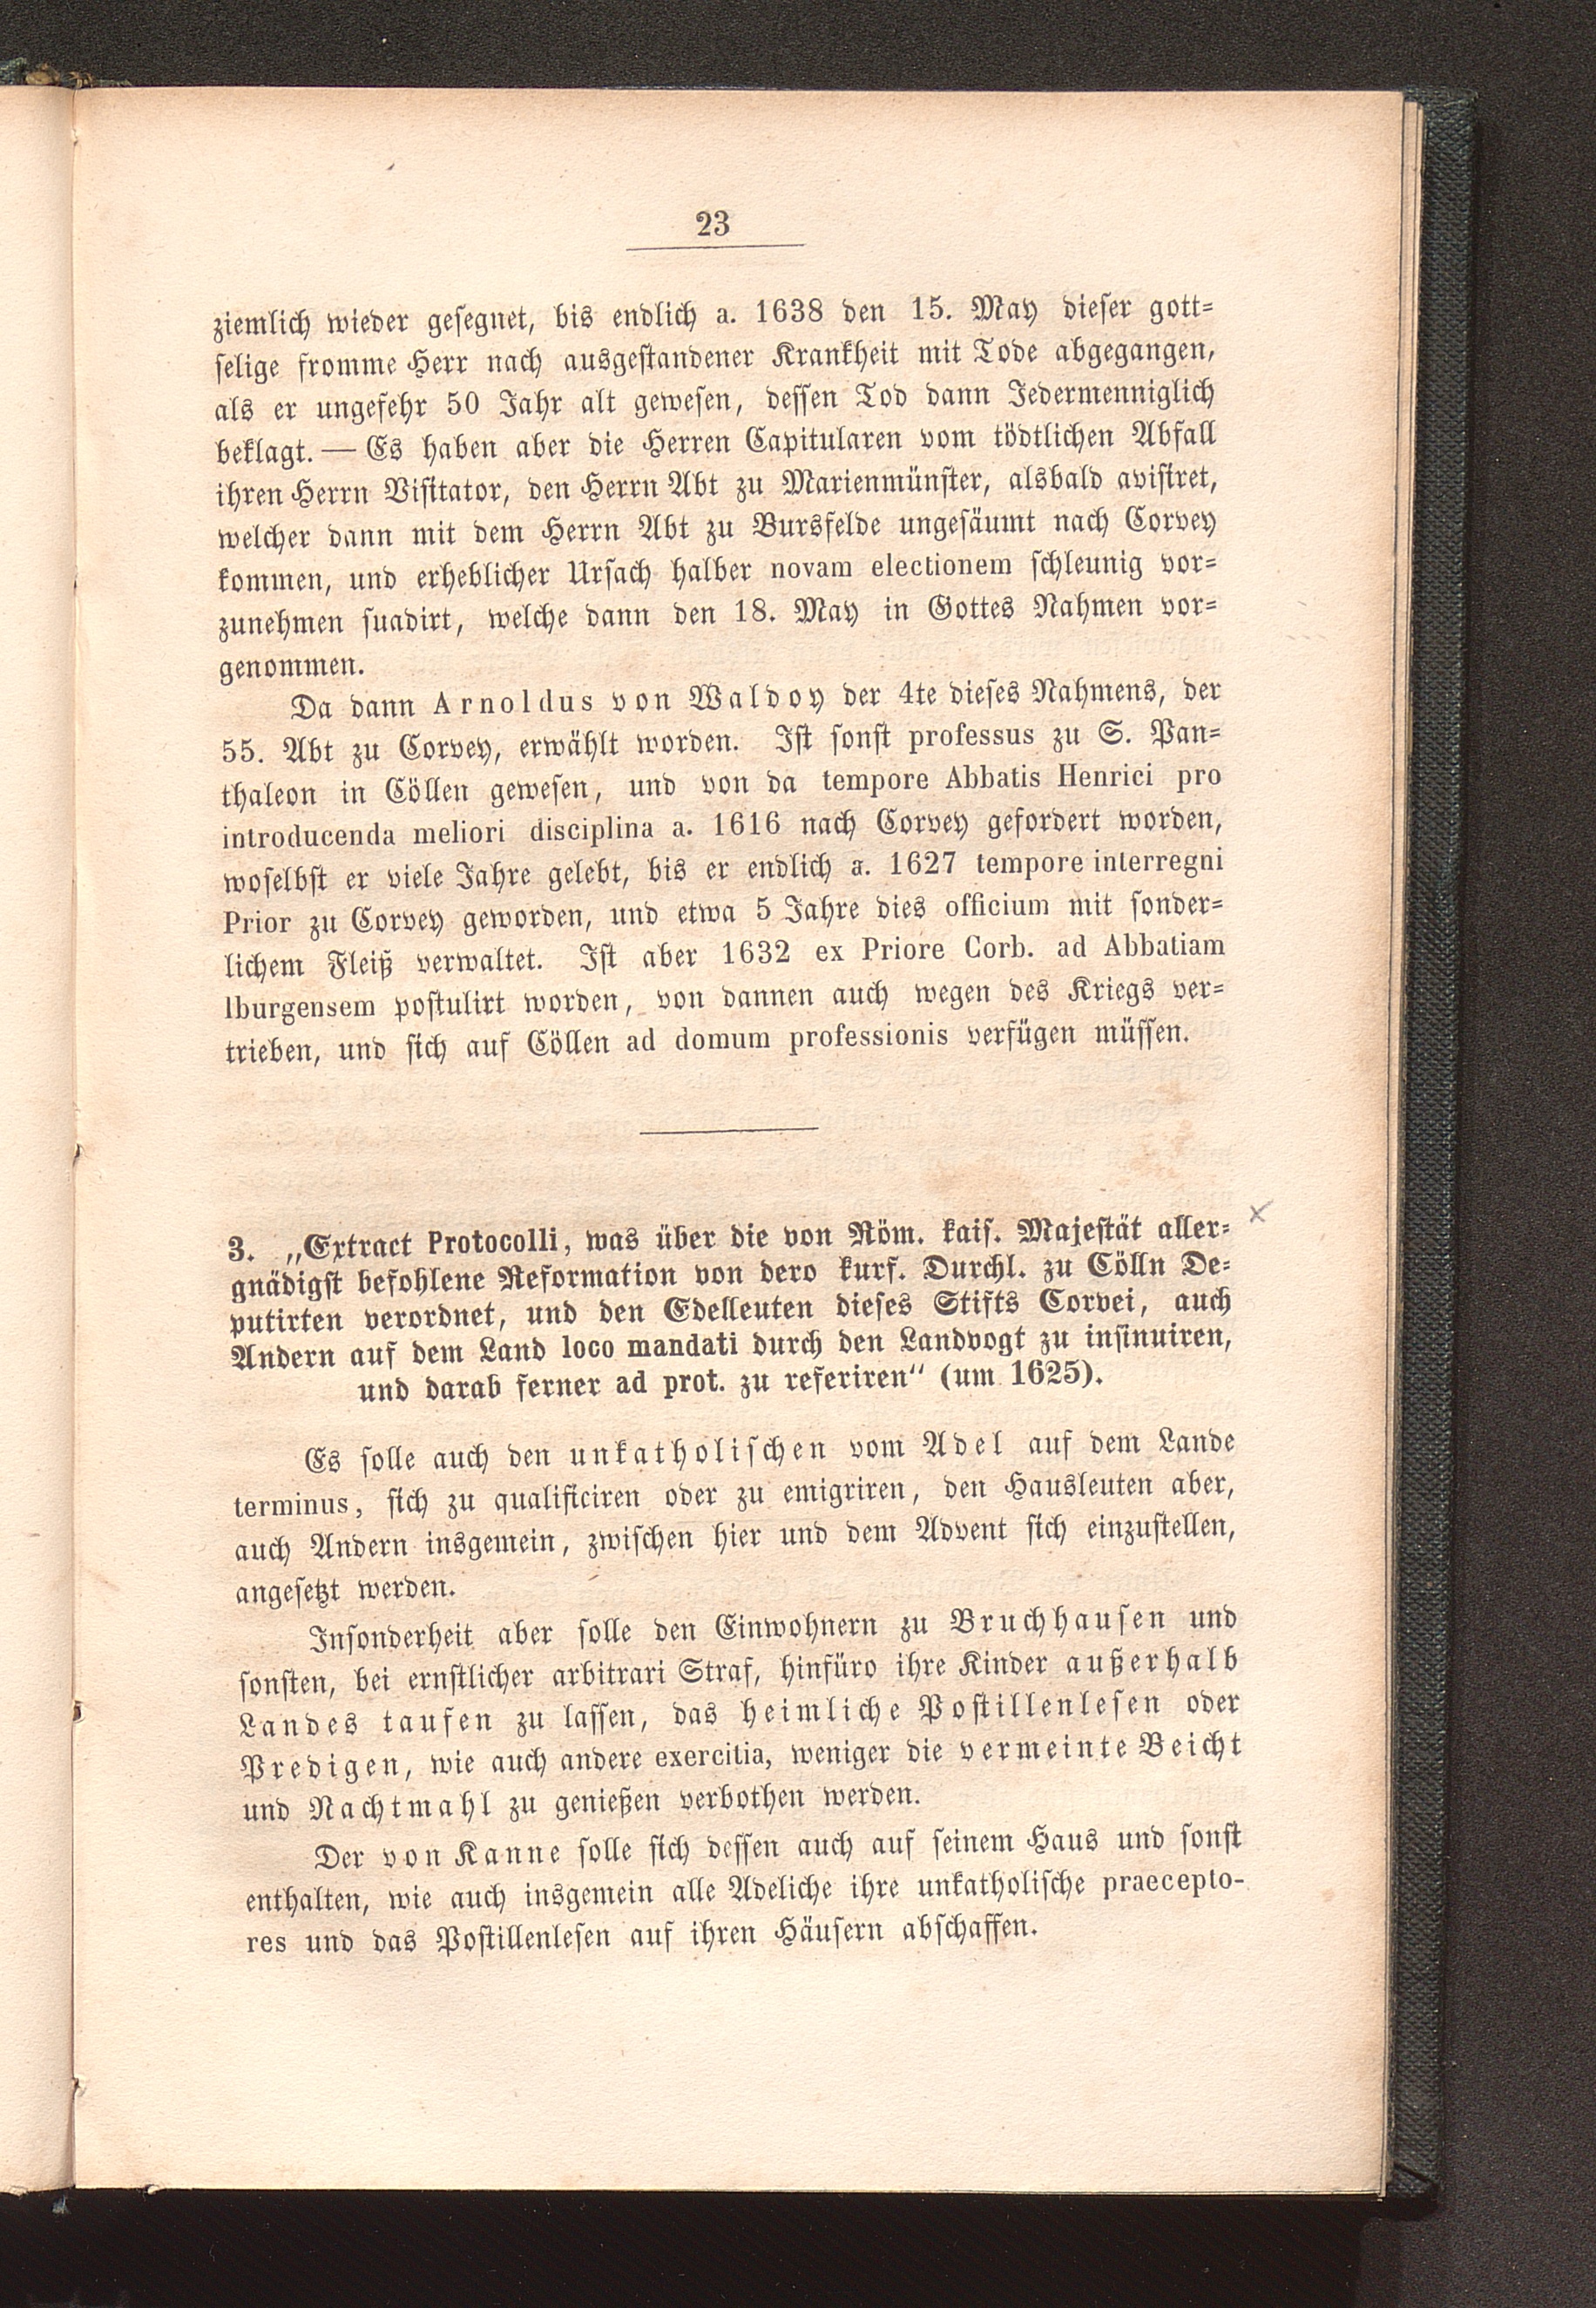 23
ziemlich wieder gesegnet, bis endlich a. 1638 den 15. May dieser gott-
selige fromme Herr nach ausgestandener Krankheit mit Tode abgegangen,
als er ungefehr 50 Jahr alt gewesen, dessen Tod dann Jedermenniglich
beklagt. — Es haben aber die Herren Capitularen vom tödtlichen Abfall
ihren Herrn Visitator, den Herrn Abt zu Marienmünster, alsbald avisiret,
welcher dann mit dem Herrn Abt zu Bursfelde ungesäumt nach Corvey
kommen, und erheblicher Ursach halber novam electionem schleunig vor-
zunehmen suadirt, welche dann den 18. May in Gottes Nahmen vor-
genommen.
Da dann Arnoldus von Waldoy der 4te dieses Nahmens, der
55. Abt zu Corvey, erwählt worden. Ist sonst professus zu S. Pan-
thaleon in Cöllen gewesen, und von da tempore Abbatis Henrici pro
introducenda meliori disciplina a. 1616 nach Corvey gefordert worden,
woselbst er viele Jahre gelebt, bis er endlich a. 1627 tempore interregni
Prior zu Corvey geworden, und etwa 5 Jahre dies officium mit sonder-
lichem Fleiß verwaltet. Ist aber 1632 ex Priore Corb. ad Abbatiam
Iburgensem postulirt worden, von dannen auch wegen des Kriegs ver-
trieben, und sich auf Cöllen ad domum professionis verfügen müssen.
3. „Extract Protocolli, was über die von Röm. kais. Majestät aller-
gnädigst befohlene Reformation von dero kurf. Durchl. zu Cölln De-
putirten verordnet, und den Edelleuten dieses Stifts Corvei, auch
Andern auf dem Land loco mandati durch den Landvogt zu insinuiren,
und darab ferner ad prot. zu referiren“ (um 1625).
Es solle auch den unkatholischen vom Adel auf dem Lande
terminus, sich zu qualificiren oder zu emigriren, den Hausleuten aber,
auch Andern insgemein, zwischen hier und dem Advent sich einzustellen,
angesetzt werden.
Insonderheit aber solle den Einwohnern zu Bruchhausen und
sonsten, bei ernstlicher arbitrari Straf, hinfüro ihre Kinder außerhalb
Landes taufen zu lassen, das heimliche Postillenlesen oder
Predigen, wie auch andere exercitia, weniger die vermeinte Beicht
und Nachtmahl zu genießen verbothen werden.
Der von Kanne solle sich dessen auch auf seinem Haus und sonst
enthalten, wie auch insgemein alle Adeliche ihre unkatholische praecepto-
res und das Postillenlesen auf ihren Häusern abschaffen.